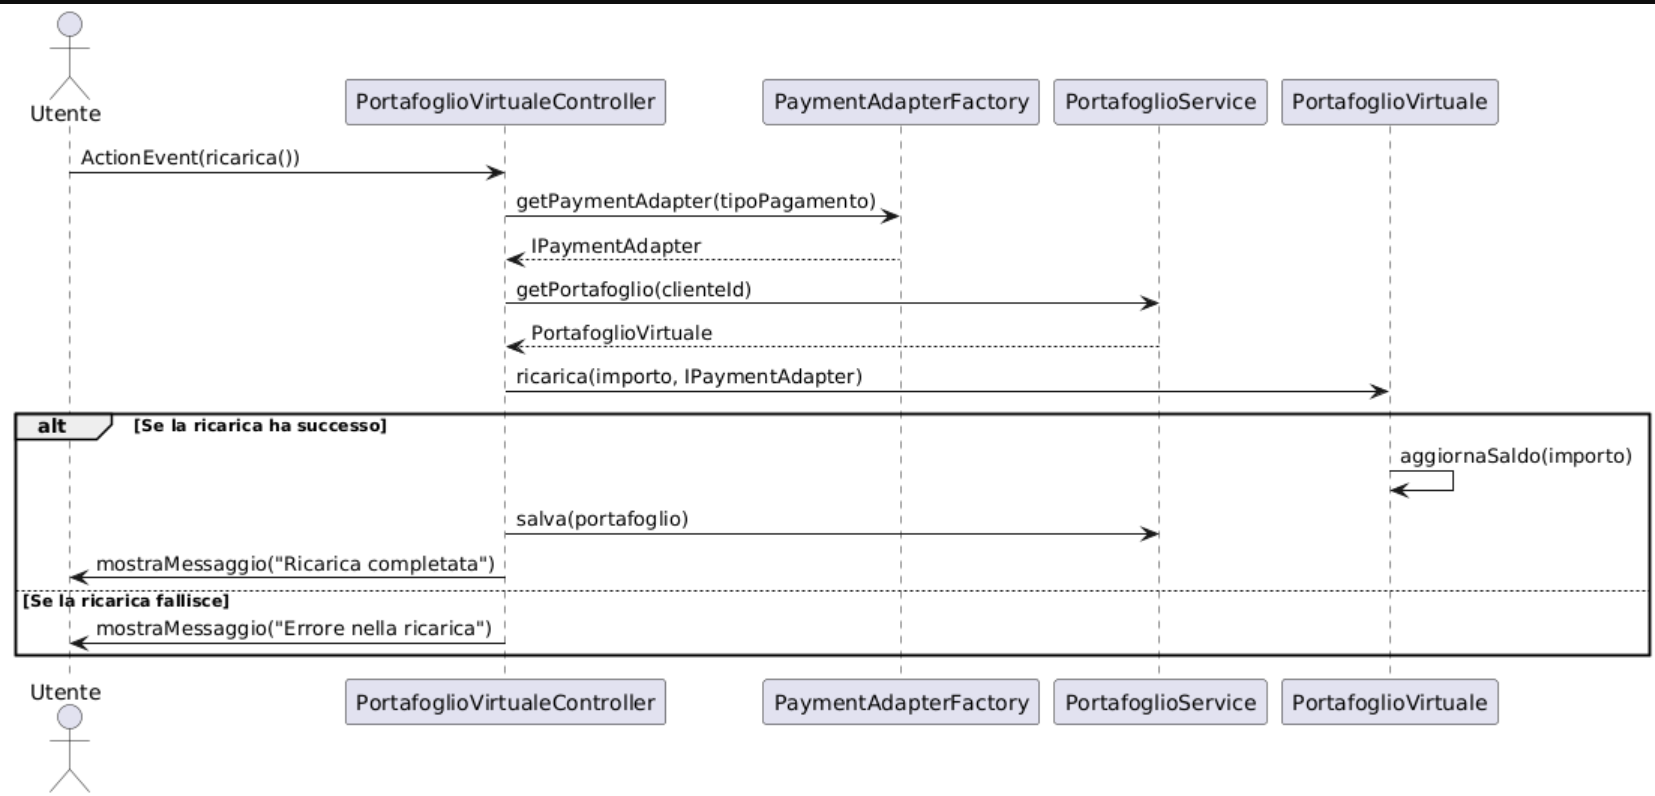 Utente
PortafoglioVirtualeController
PaymentAdapterFactory
PortafoglioService
PortafoglioVirtuale
ActionEvent(ricarica())
getPaymentAdapter(tipoPagamento)
IPaymentAdapter
getPortafoglio(clienteId)
PortafoglioVirtuale
ricarica(importo, IPaymentAdapter)
alt [Se la ricarica ha successo]
aggiornaSaldo(importo)
salva(portafoglio)
mostraMessaggio("Ricarica completata")
[Se la ricarica fallisce]
mostraMessaggio("Errore nella ricarica")
Utente
PortafoglioVirtualeController
PaymentAdapterFactory
PortafoglioService
PortafoglioVirtuale